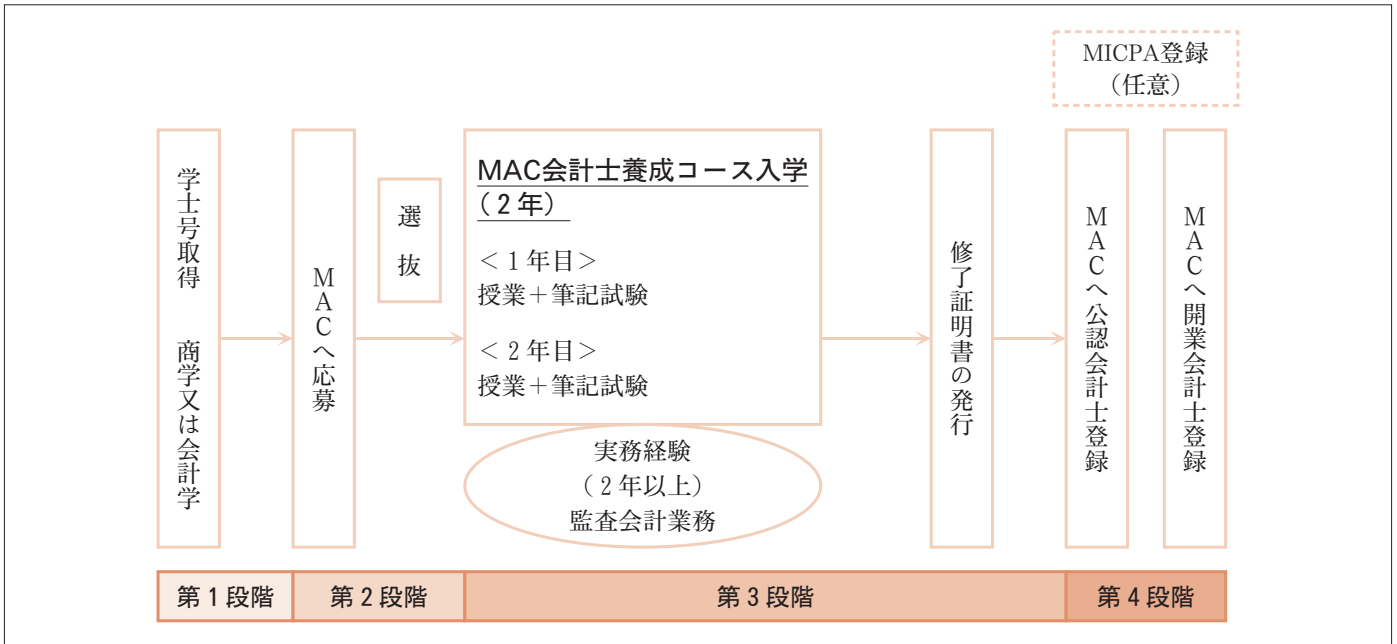 MICPA登録
（任意）
学士号取得　商学又は会計学
MACへ応募
選抜
MAC会計士養成コース入学
（2年）
＜1年目＞
授業＋筆記試験
＜2年目＞
授業＋筆記試験
実務経験
（2年以上）
監査会計業務
修了証明書の発行
MACへ公認会計士登録
MACへ開業会計士登録
第1段階
第2段階
第3段階
第4段階